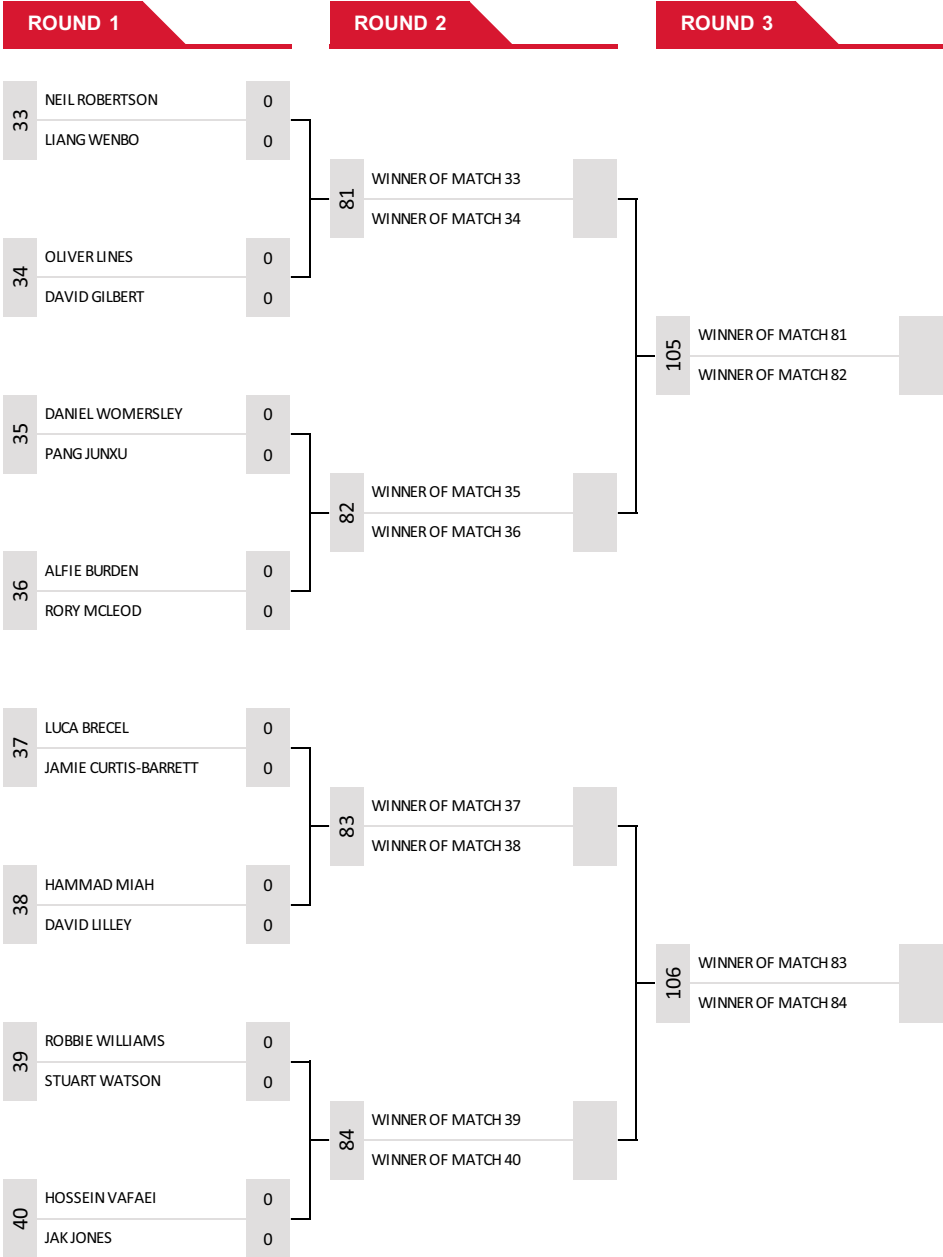 ROUND 1
ROUND 2
ROUND 3
33
NEIL ROBERTSON 0
LIANG WENBO 0
81
WINNER OF MATCH 33
WINNER OF MATCH 34
34
OLIVER LINES 0
DAVID GILBERT 0
105
WINNER OF MATCH 81
WINNER OF MATCH 82
35
DANIEL WOMERSLEY 0
PANG JUNXU 0
82
WINNER OF MATCH 35
WINNER OF MATCH 36
36
ALFIE BURDEN 0
RORY MCLEOD 0
37
LUCA BRECEL 0
JAMIE CURTIS-BARRETT 0
83
WINNER OF MATCH 37
WINNER OF MATCH 38
38
HAMMAD MIAH 0
DAVID LILLEY 0
106
WINNER OF MATCH 83
WINNER OF MATCH 84
39
ROBBIE WILLIAMS 0
STUART WATSON 0
84
WINNER OF MATCH 39
WINNER OF MATCH 40
40
HOSSEIN VAFAEI 0
JAK JONES 0